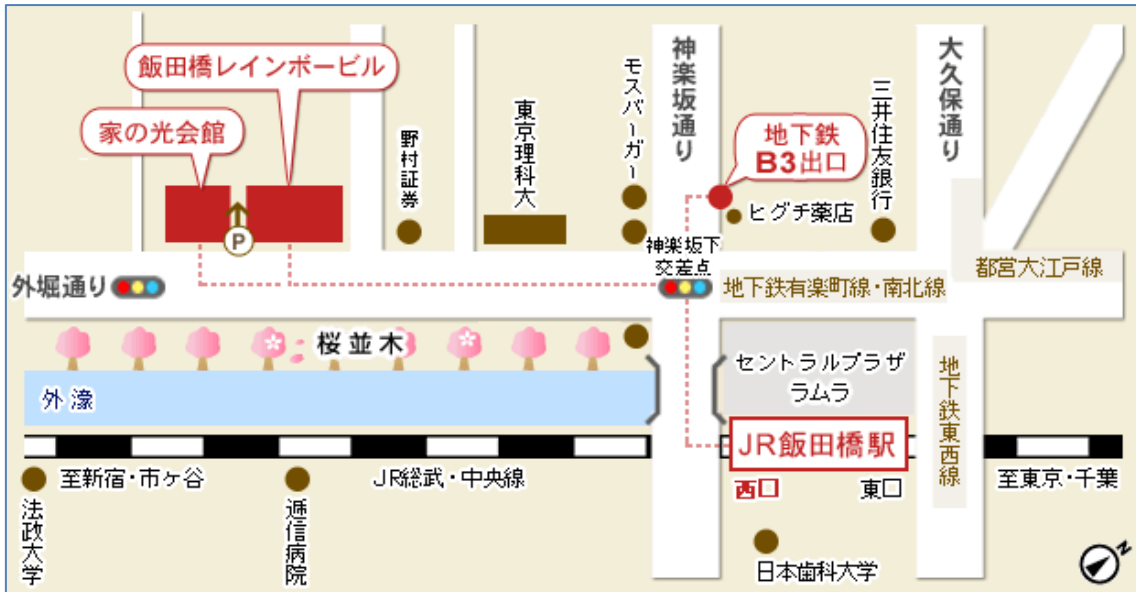 飯田橋レインボービル
家の光会館
野村証券
東京理科大
モスバーガー
神楽坂通り
地下鉄
B3出口
ヒグチ薬店
三井住友銀行
大久保通り
P
外堀通り
神楽坂下
交差点
地下鉄有楽町線・南北線
都営大江戸線
桜並木
外濠
セントラルプラザ
ラムラ
地下鉄東西線
JR飯田橋駅
西口
東口
至新宿・市ヶ谷
JR総武・中央線
至東京・千葉
法政大学
逓信病院
日本歯科大学
N